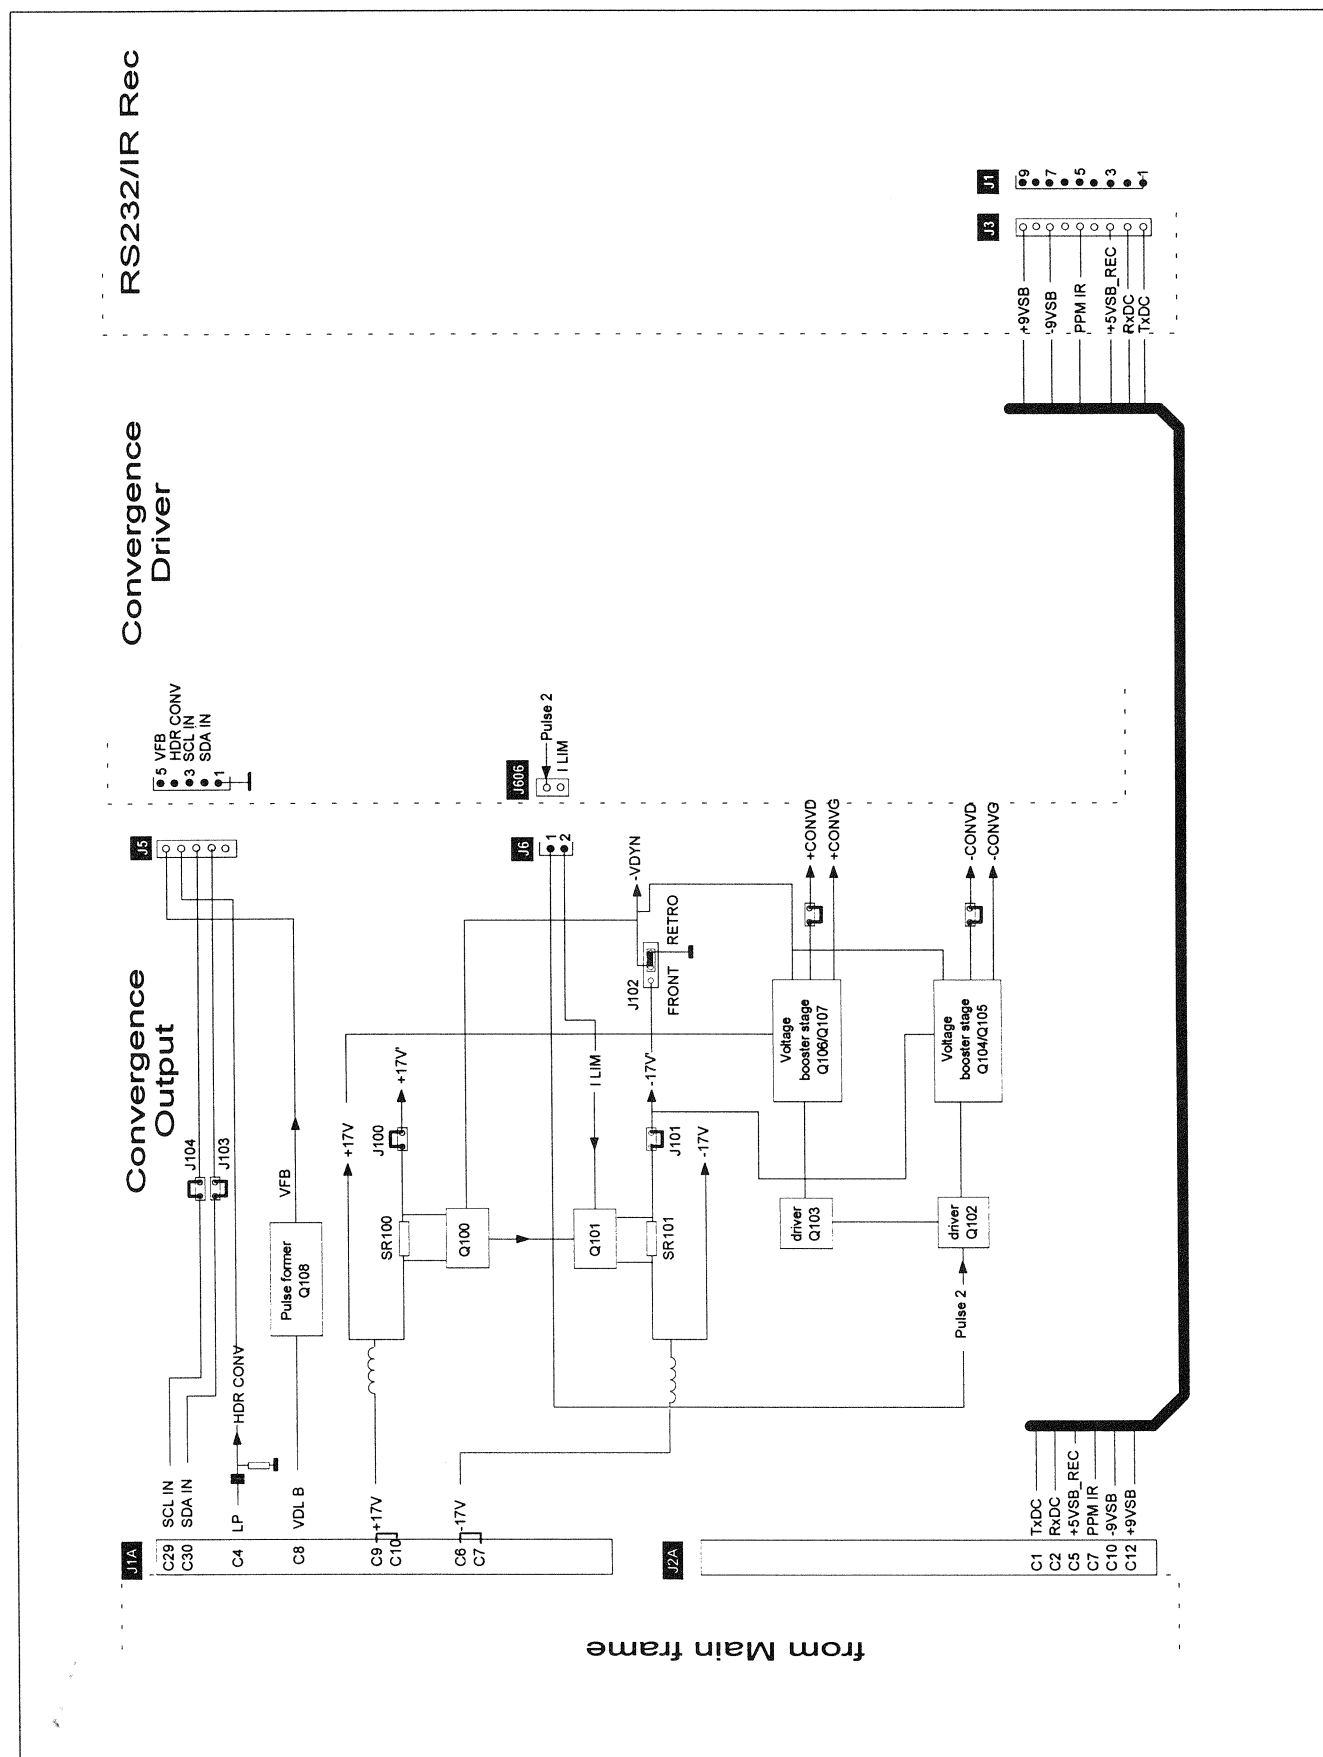 RS232/IR Rec
Convergence
Driver
Convergence
Output
from Main frame
J1A
C29 SCL IN
C30 SDA IN
C4 LP
HDR CONV
C8 VDL B
C9 +17V
C10
C6 -17V
C7
Pulse former
Q108
VFB
J104
J103
J5
5 VFB
HDR CONV
3 SCL IN
SDA IN
1
+17V
SR100
J100
+17V'
Q100
Q101
I LIM
SR101
J101
-17V'
-17V
J6
1
2
J606
Pulse 2
I LIM
-VDYN
J102
FRONT
RETRO
Pulse 2
driver
Q103
driver
Q102
Voltage
booster stage
Q106/Q107
+CONVD
+CONVG
Voltage
booster stage
Q104/Q105
-CONVD
-CONVG
J2A
C1 TxDC
C2 RxDC
C5 +5VSB_REC
C7 PPM IR
C10 -9VSB
C12 +9VSB
J3
+9VSB
-9VSB
PPM IR
+5VSB_REC
RxDC
TxDC
J1
9
7
5
3
1